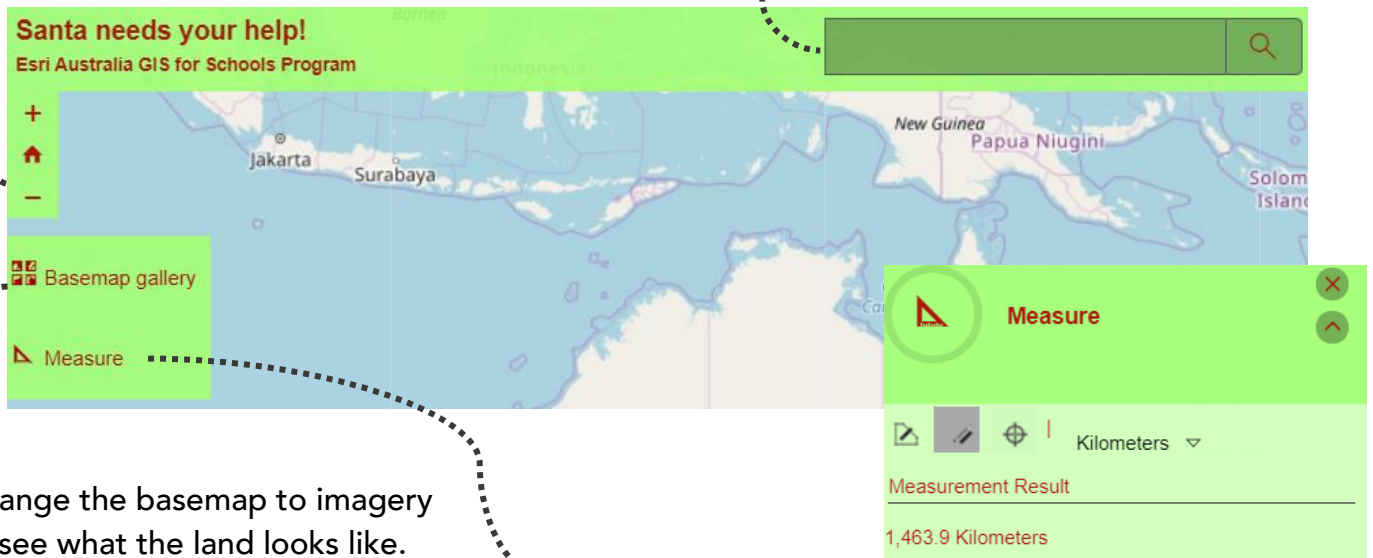 Borneo
Santa needs your help!
Esri Australia GIS for Schools Program
Indonesia
+
−
New Guinea
Papua Niugini
Jakarta
Surabaya
Solom
Islan
Basemap gallery
Measure
Ca
Measure
Kilometers
Measurement Result
1,463.9 Kilometers
ange the basemap to imagery
see what the land looks like.